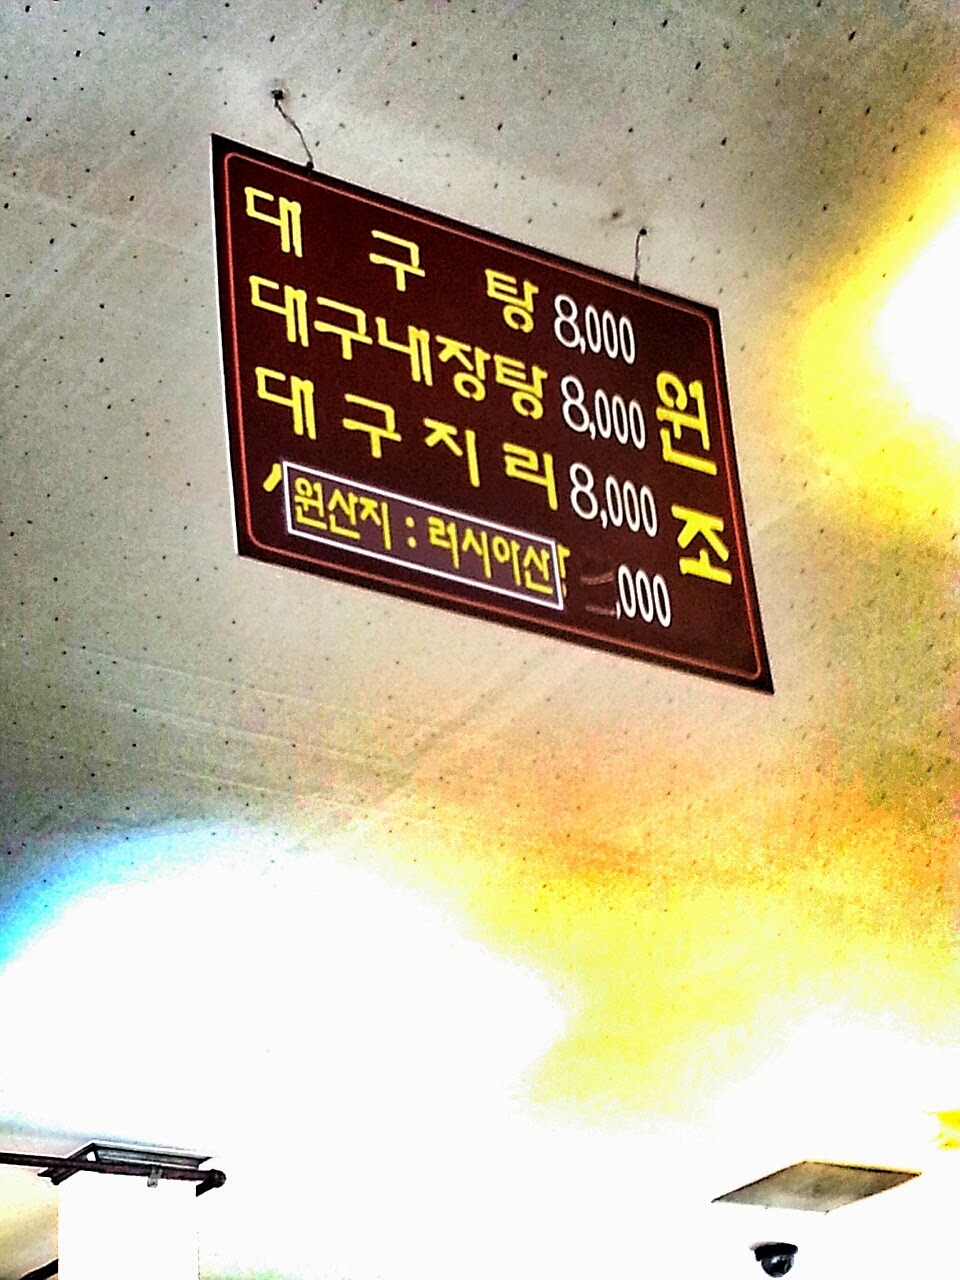 대 구 탕 8,000
대구내장탕 8,000
대구지리 8,000
원산지 : 러시아산 ,000
원조